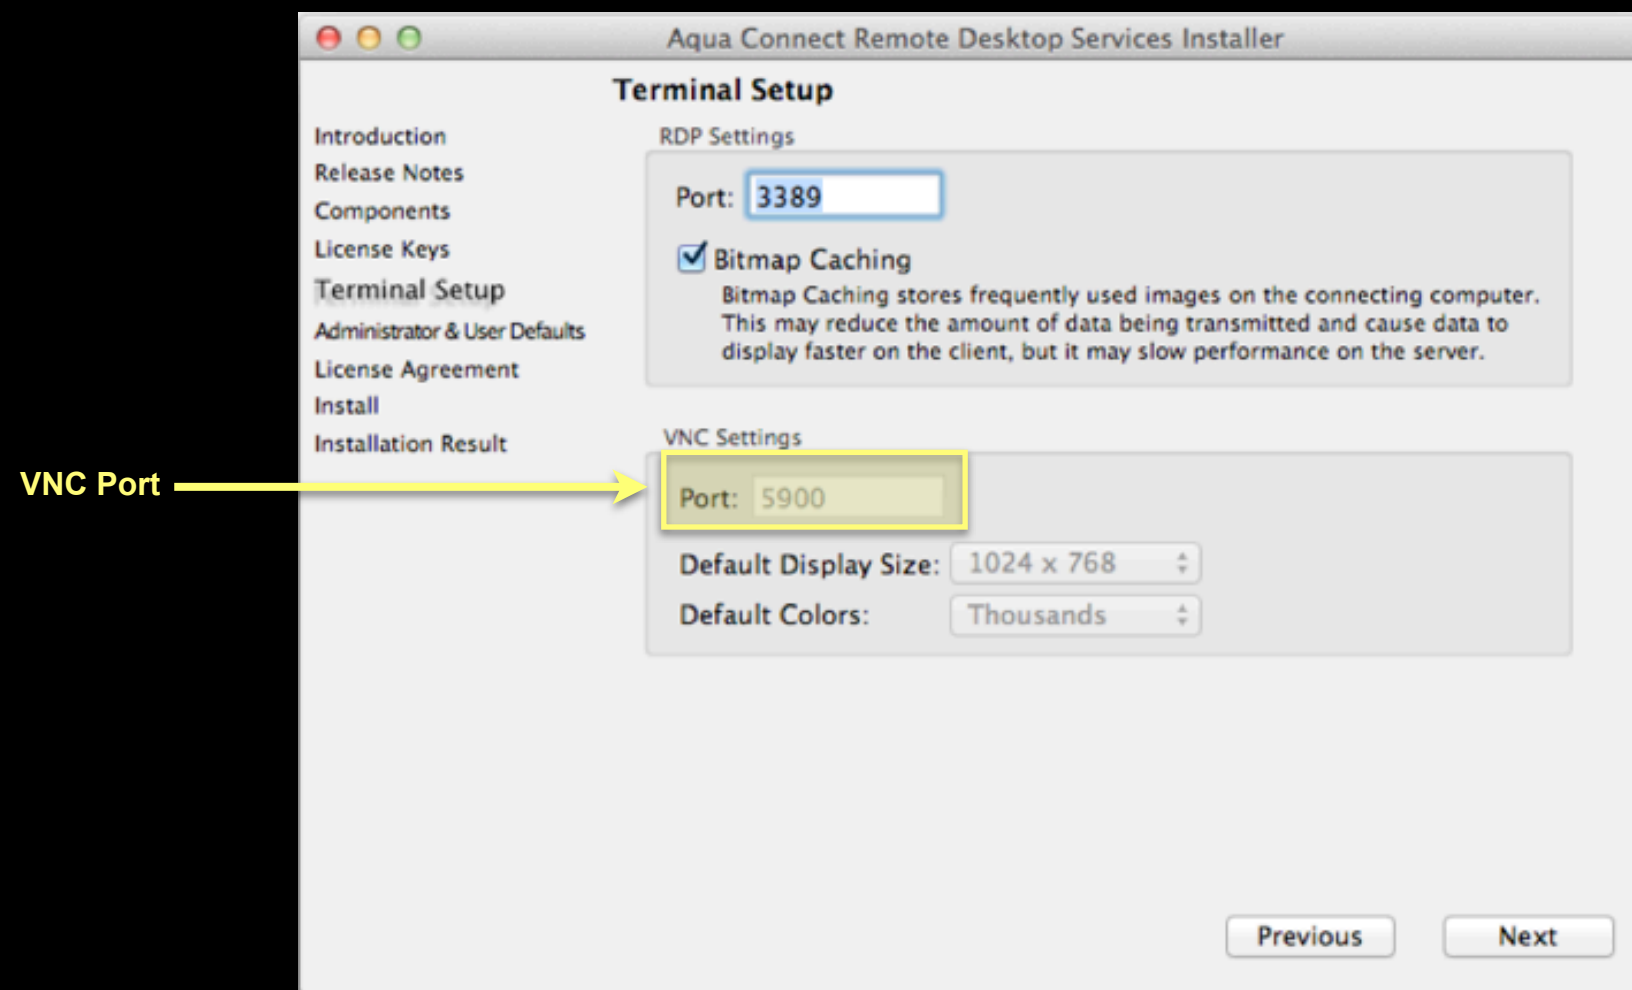 Aqua Connect Remote Desktop Services Installer
Terminal Setup
Introduction
Release Notes
Components
License Keys
Terminal Setup
Administrator & User Defaults
License Agreement
Install
Installation Result
RDP Settings
Port: 3389
Bitmap Caching
Bitmap Caching stores frequently used images on the connecting computer.
This may reduce the amount of data being transmitted and cause data to
display faster on the client, but it may slow performance on the server.
VNC Settings
VNC Port
Port: 5900
Default Display Size: 1024 x 768
Default Colors: Thousands
Previous
Next